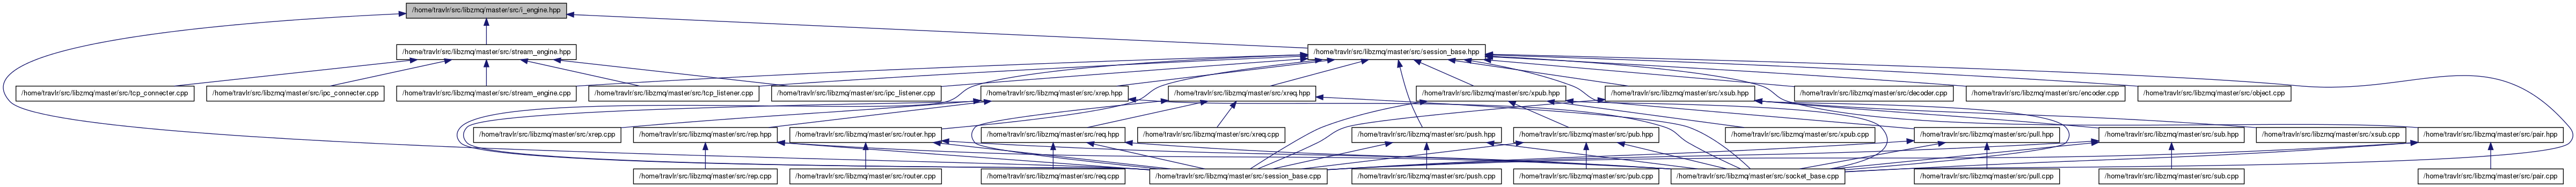 /home/travlr/src/libzmq/master/src/i_engine.hpp
/home/travlr/src/libzmq/master/src/stream_engine.hpp
/home/travlr/src/libzmq/master/src/session_base.hpp
/home/travlr/src/libzmq/master/src/tcp_connecter.cpp
/home/travlr/src/libzmq/master/src/ipc_connecter.cpp
/home/travlr/src/libzmq/master/src/stream_engine.cpp
/home/travlr/src/libzmq/master/src/tcp_listener.cpp
/home/travlr/src/libzmq/master/src/ipc_listener.cpp
/home/travlr/src/libzmq/master/src/xrep.hpp
/home/travlr/src/libzmq/master/src/xreq.hpp
/home/travlr/src/libzmq/master/src/xpub.hpp
/home/travlr/src/libzmq/master/src/xsub.hpp
/home/travlr/src/libzmq/master/src/decoder.cpp
/home/travlr/src/libzmq/master/src/encoder.cpp
/home/travlr/src/libzmq/master/src/object.cpp
/home/travlr/src/libzmq/master/src/xrep.cpp
/home/travlr/src/libzmq/master/src/rep.hpp
/home/travlr/src/libzmq/master/src/router.hpp
/home/travlr/src/libzmq/master/src/req.hpp
/home/travlr/src/libzmq/master/src/xreq.cpp
/home/travlr/src/libzmq/master/src/push.hpp
/home/travlr/src/libzmq/master/src/pub.hpp
/home/travlr/src/libzmq/master/src/xpub.cpp
/home/travlr/src/libzmq/master/src/pull.hpp
/home/travlr/src/libzmq/master/src/sub.hpp
/home/travlr/src/libzmq/master/src/xsub.cpp
/home/travlr/src/libzmq/master/src/pair.hpp
/home/travlr/src/libzmq/master/src/rep.cpp
/home/travlr/src/libzmq/master/src/router.cpp
/home/travlr/src/libzmq/master/src/req.cpp
/home/travlr/src/libzmq/master/src/session_base.cpp
/home/travlr/src/libzmq/master/src/push.cpp
/home/travlr/src/libzmq/master/src/pub.cpp
/home/travlr/src/libzmq/master/src/socket_base.cpp
/home/travlr/src/libzmq/master/src/pull.cpp
/home/travlr/src/libzmq/master/src/sub.cpp
/home/travlr/src/libzmq/master/src/pair.cpp